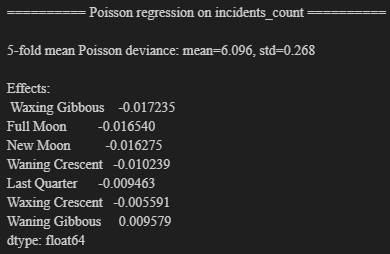 ========== Poisson regression on incidents_count ==========
5-fold mean Poisson deviance: mean=6.096, std=0.268
Effects:
Waxing Gibbous -0.017235
Full Moon -0.016540
New Moon -0.016275
Waning Crescent -0.010239
Last Quarter -0.009463
Waxing Crescent -0.005591
Waning Gibbous 0.009579
dtype: float64